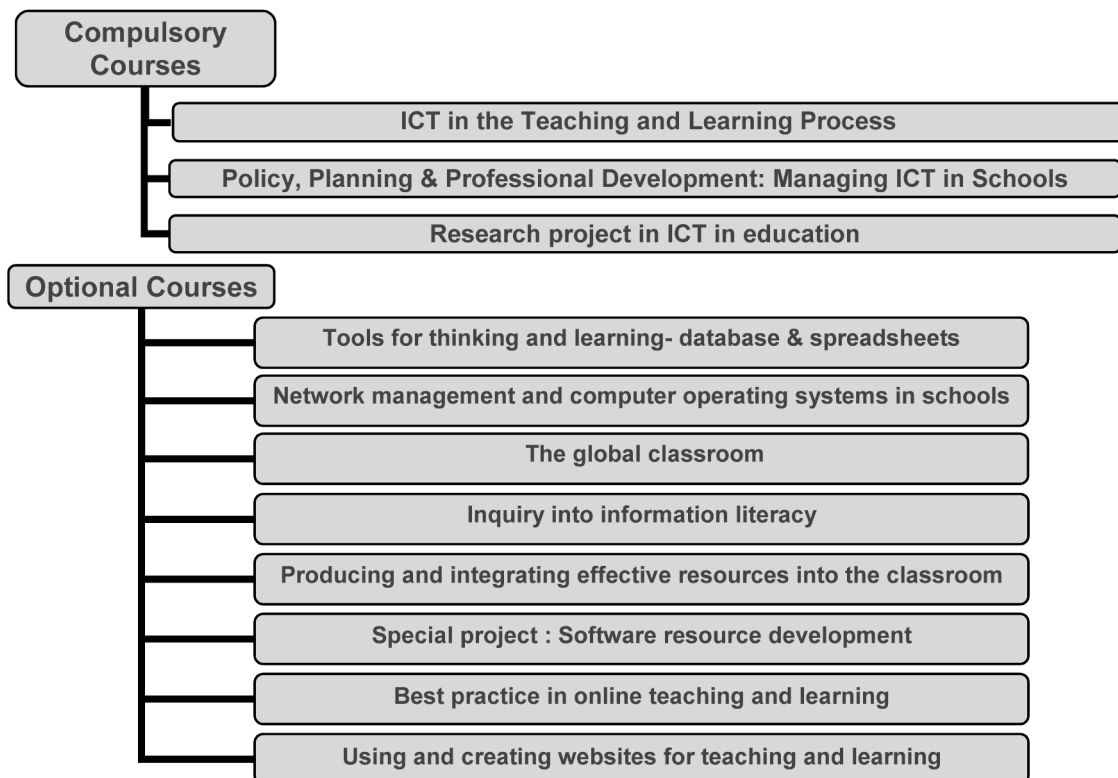 Compulsory
Courses
ICT in the Teaching and Learning Process
Policy, Planning & Professional Development: Managing ICT in Schools
Research project in ICT in education
Optional Courses
Tools for thinking and learning- database & spreadsheets
Network management and computer operating systems in schools
The global classroom
Inquiry into information literacy
Producing and integrating effective resources into the classroom
Special project : Software resource development
Best practice in online teaching and learning
Using and creating websites for teaching and learning